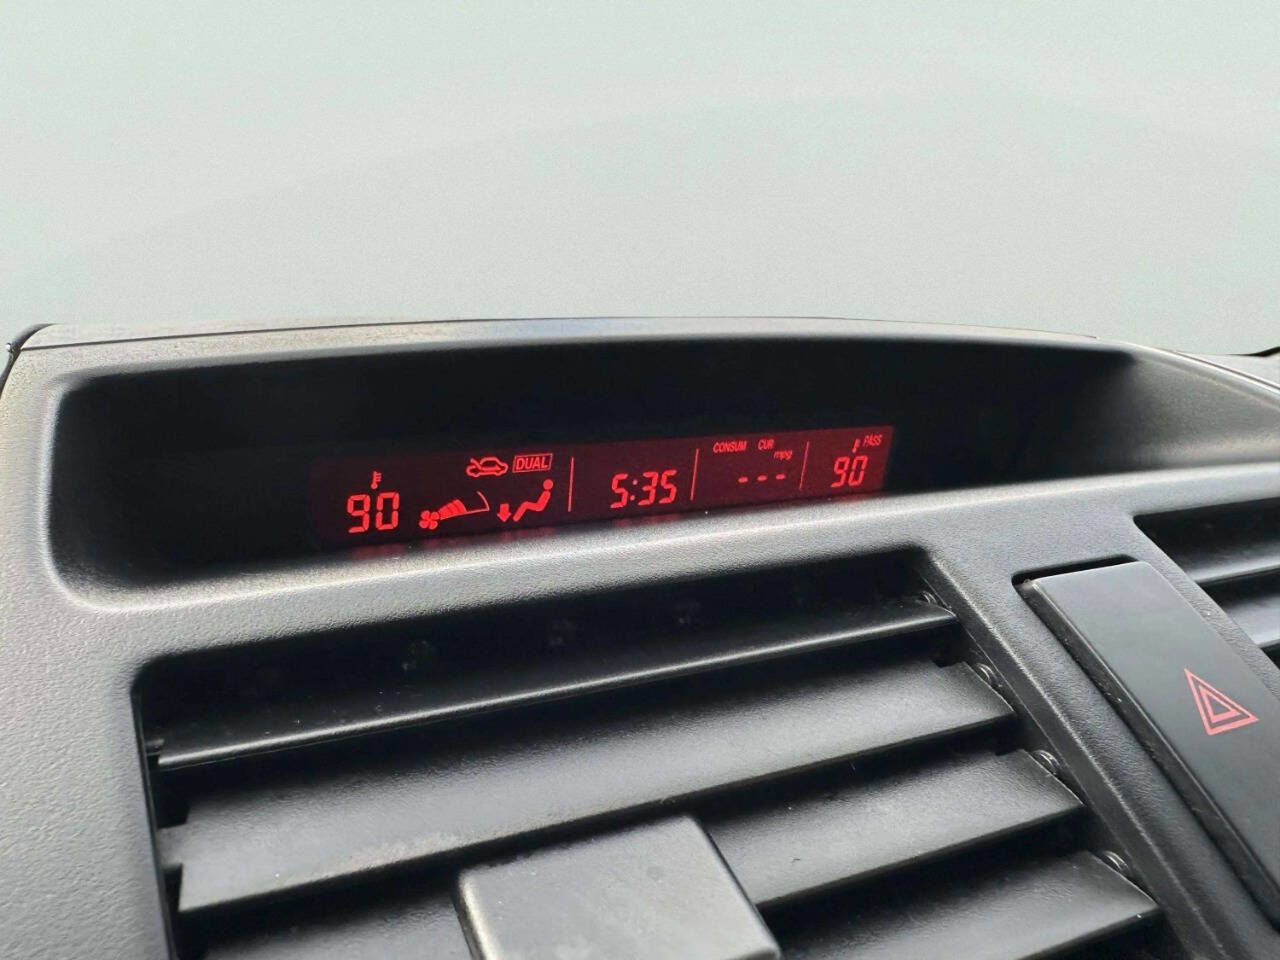 DUAL
90
5:35
CONSUM CUR
mpg
---
PASS
90